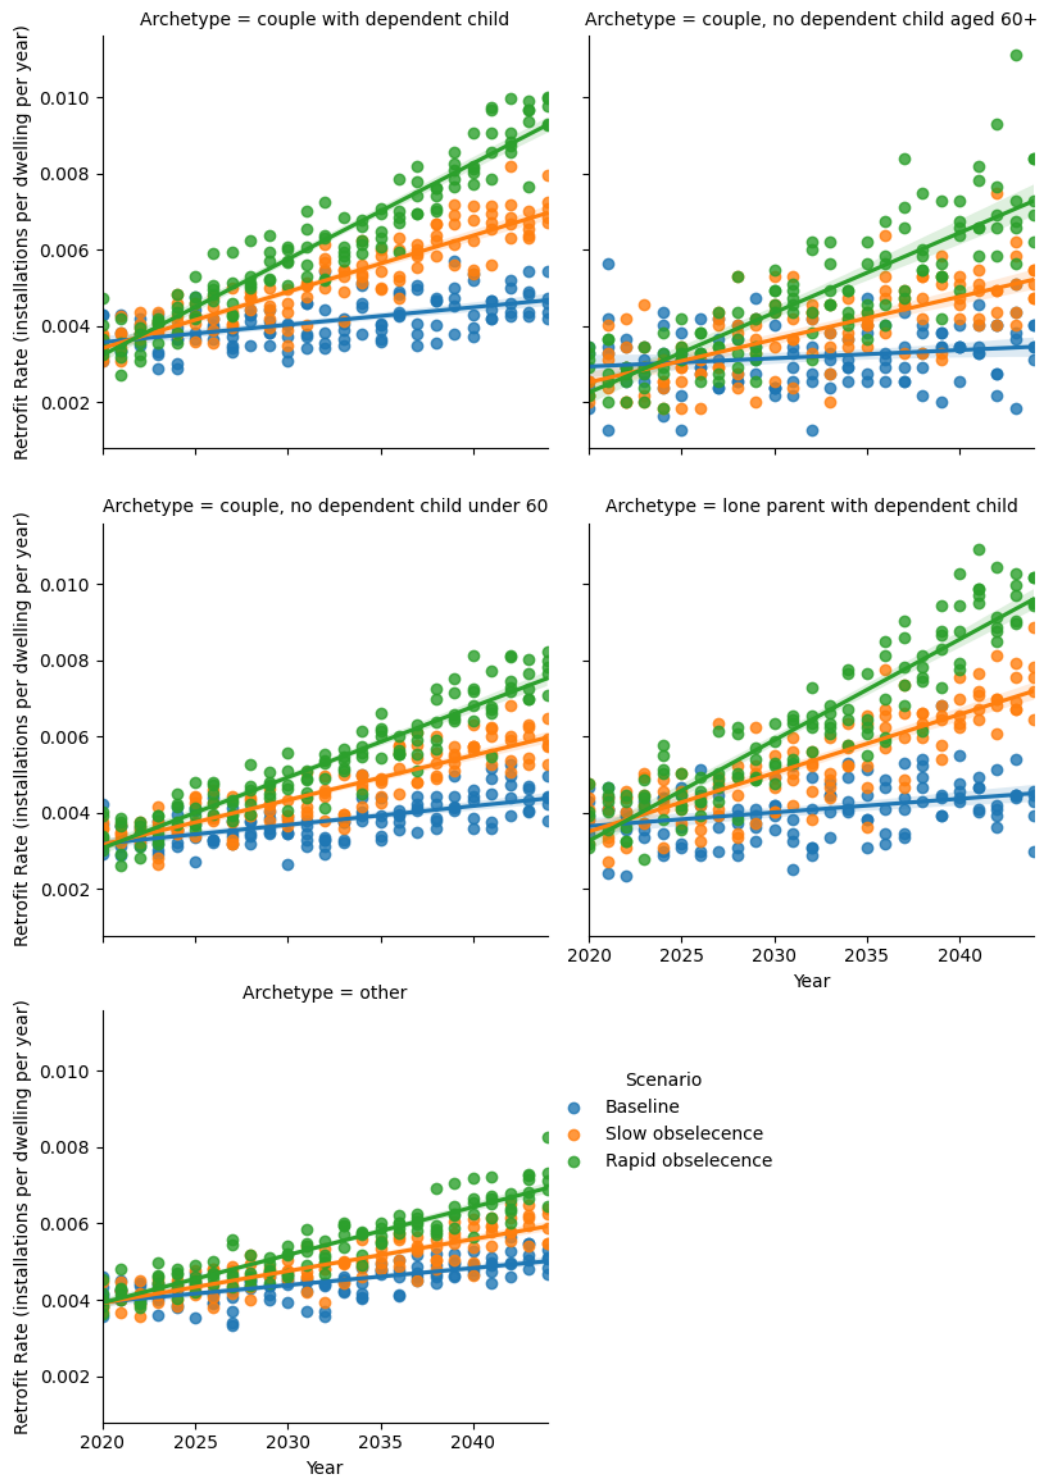 Archetype = couple with dependent child
Archetype = couple, no dependent child aged 60+
Retrofit Rate (installations per dwelling per year)
0.010
0.008
0.006
0.004
0.002
Archetype = couple, no dependent child under 60
Archetype = lone parent with dependent child
Retrofit Rate (installations per dwelling per year)
0.010
0.008
0.006
0.004
0.002
2020
2025
2030
2035
2040
Year
Archetype = other
Retrofit Rate (installations per dwelling per year)
0.010
0.008
0.006
0.004
0.002
2020
2025
2030
2035
2040
Year
Scenario
Baseline
Slow obselecence
Rapid obselecence